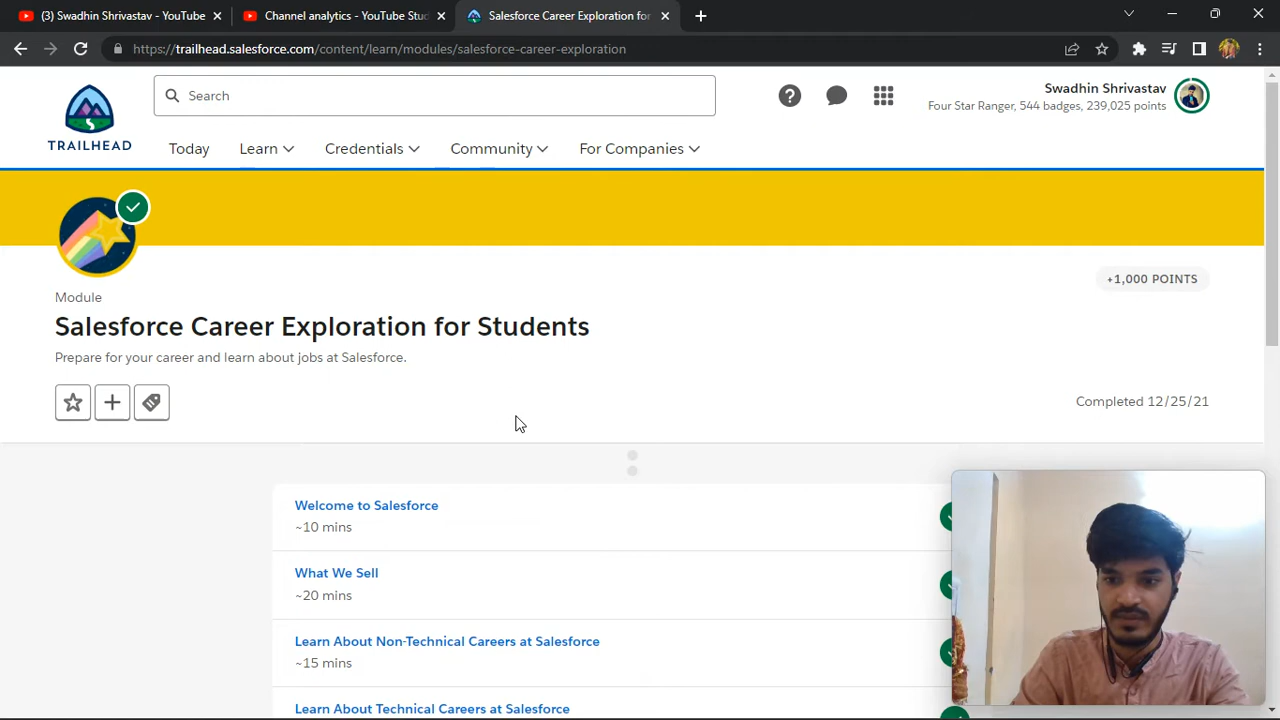 (3) Swadhin Shrivastav - YouTube
Channel analytics - YouTube Stud
Salesforce Career Exploration for
https://trailhead.salesforce.com/content/learn/modules/salesforce-career-exploration
TRAILHEAD
Search
Swadhin Shrivastav
Four Star Ranger, 544 badges, 239,025 points
Today Learn Credentials Community For Companies
+1,000 POINTS
Module
Salesforce Career Exploration for Students
Prepare for your career and learn about jobs at Salesforce.
Completed 12/25/21
Welcome to Salesforce
~10 mins
What We Sell
~20 mins
Learn About Non-Technical Careers at Salesforce
~15 mins
Learn About Technical Careers at Salesforce